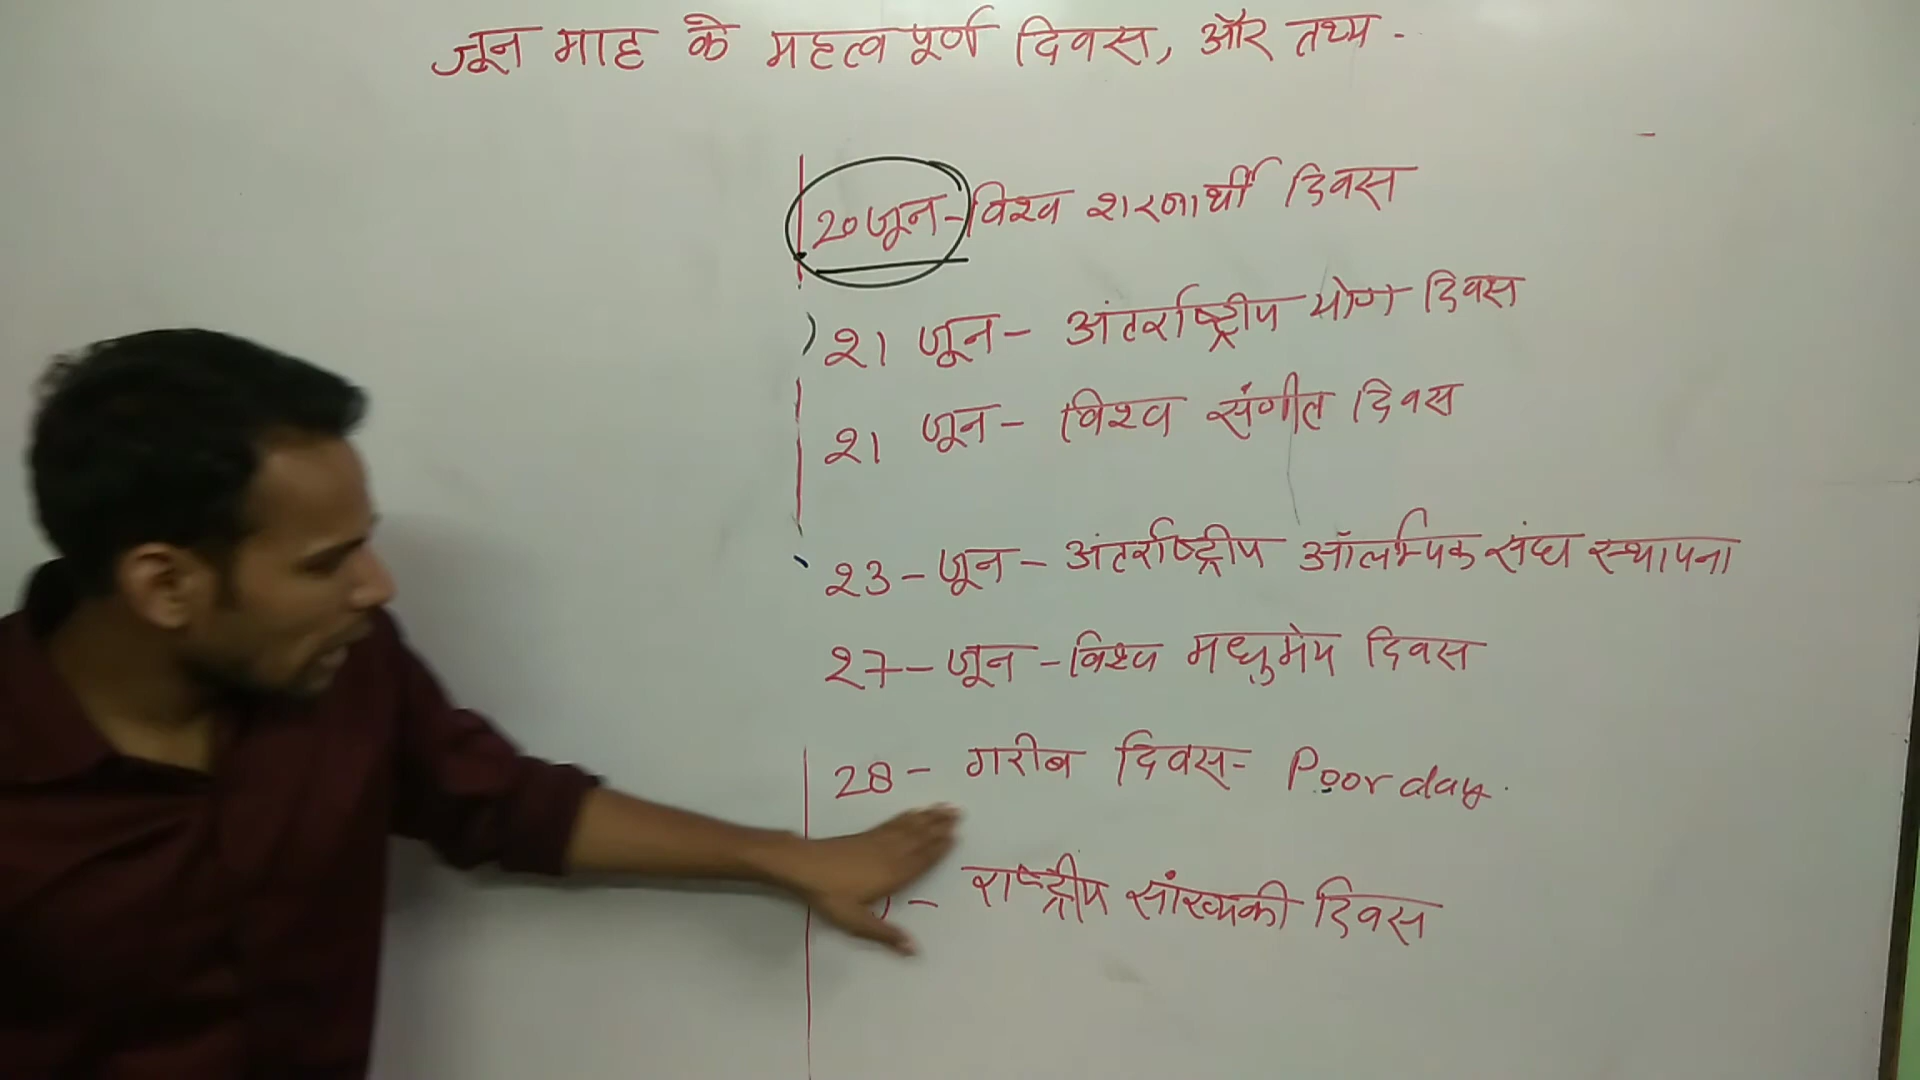 जून माह के महत्वपूर्ण दिवस, और तथ्य -
20 जून - विश्व शरणार्थी दिवस
21 जून - अंतर्राष्ट्रीय योग दिवस
21 जून - विश्व संगीत दिवस
23 - जून - अंतर्राष्ट्रीय ऑलम्पिक संघ स्थापना
27 - जून - विश्व मधुमेय दिवस
28 - गरीब दिवस - Poor day.
- राष्ट्रीय सांख्यकी दिवस